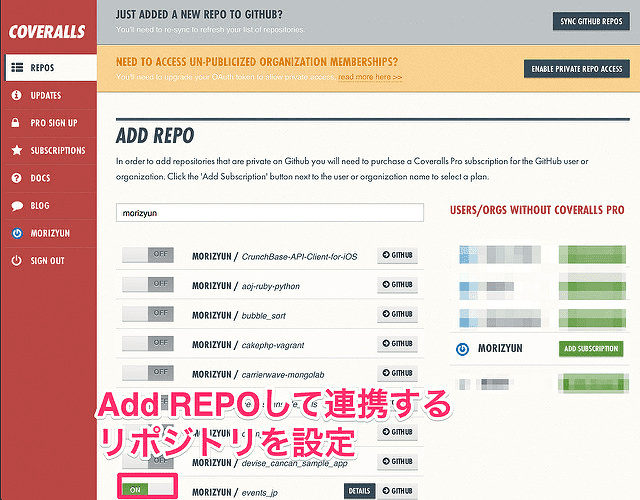 COVERALLS
REPOS
UPDATES
PRO SIGN UP
SUBSCRIPTIONS
DOCS
BLOG
MORIZYUN
SIGN OUT
JUST ADDED A NEW REPO TO GITHUB?
You'll need to re-sync to refresh your list of repositories.
SYNC GITHUB REPOS
NEED TO ACCESS UN-PUBLICIZED ORGANIZATION MEMBERSHIPS?
You'll need to upgrade your OAuth token to allow private access, read more here >>
ENABLE PRIVATE REPO ACCESS
ADD REPO
In order to add repositories that are private on Github you will need to purchase a Coveralls Pro subscription for the GitHub user or
organization. Click the 'Add Subscription' button next to the user or organization name to select a plan.
morizyun
OFF MORIZYUN / CrunchBase-API-Client-for-iOS GITHUB
OFF MORIZYUN / aoj-ruby-python GITHUB
OFF MORIZYUN / bubble_sort GITHUB
OFF MORIZYUN / cakephp-vagrant GITHUB
OFF MORIZYUN / carrierwave-mongolab GITHUB
Add REPOして連携する
リポジトリを設定
OFF MORIZYUN / devise_cancan_sample_app GITHUB
ON MORIZYUN / events_jp DETAILS GITHUB
USERS/ORGS WITHOUT COVERALLS PRO
MORIZYUN ADD SUBSCRIPTION